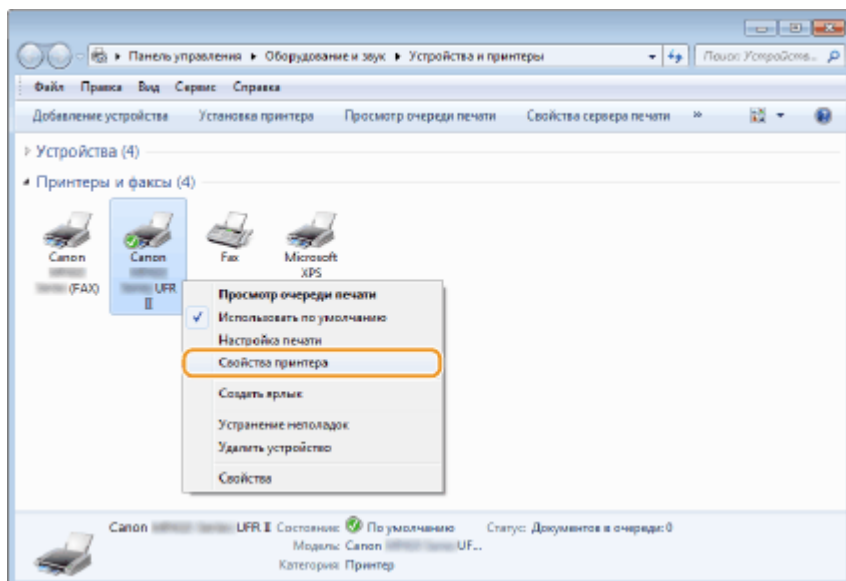 Панель управления ▸ Оборудование и звук ▸ Устройства и принтеры
Поиск: Устройств...
Файл Правка Вид Сервис Справка
Добавление устройства Установка принтера Просмотр очереди печати Свойства сервера печати »
Устройства (4)
Принтеры и факсы (4)
Canon
(FAX)
Canon
UFR
II
Fax
Microsoft
XPS
Просмотр очереди печати
Использовать по умолчанию
Настройка печати
Свойства принтера
Создать ярлык
Устранение неполадок
Удалить устройство
Свойства
Canon UFR II Состояние: По умолчанию Статус: Документов в очереди: 0
Модель: Canon UF...
Категория: Принтер